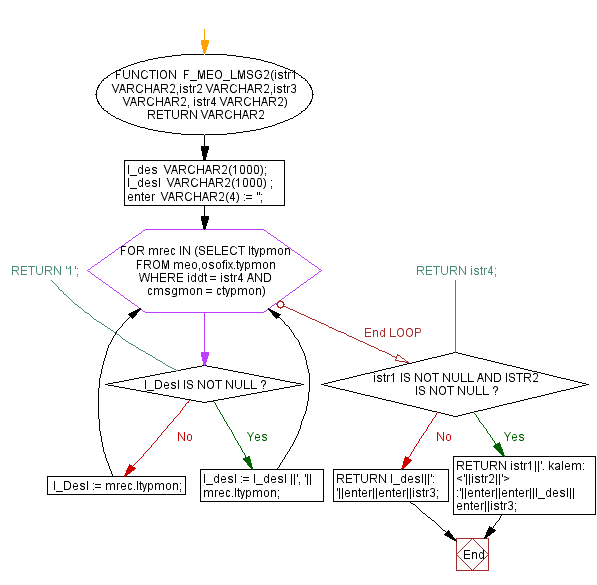 FUNCTION F_MEO_LMSG2(istr1
VARCHAR2,istr2 VARCHAR2,istr3
VARCHAR2, istr4 VARCHAR2)
RETURN VARCHAR2
l_des VARCHAR2(1000);
l_desl VARCHAR2(1000) ;
enter VARCHAR2(4) := '';
FOR mrec IN (SELECT ltypmon
FROM meo,osofix.typmon
WHERE iddt = istr4 AND
cmsgmon = ctypmon)
RETURN '1';
RETURN istr4;
End LOOP
l_Desl IS NOT NULL ?
istr1 IS NOT NULL AND ISTR2
IS NOT NULL ?
No
Yes
No
Yes
l_Desl := mrec.ltypmon;
l_desl := l_desl ||', '||
mrec.ltypmon;
RETURN l_desl||':
'||enter||enter||istr3;
RETURN istr1||'. kalem:
<'||istr2||'>
:'||enter||enter||l_desl||
enter||istr3;
End